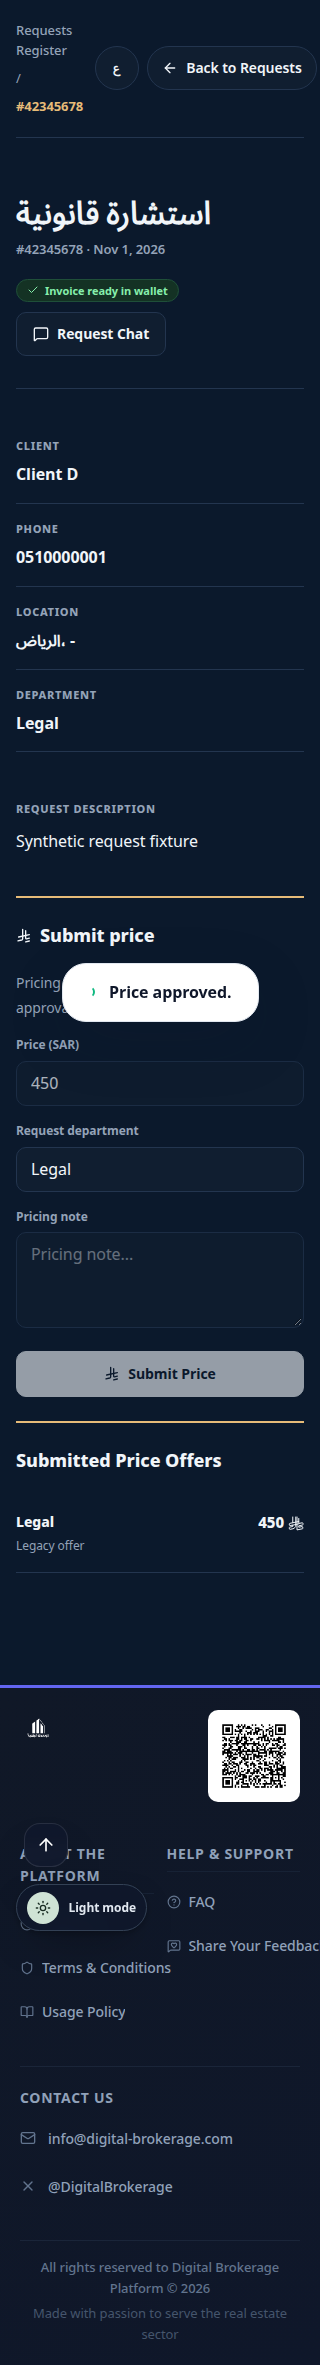 Requests
Register
/
#42345678
ع
Back to Requests
استشارة قانونية
#42345678 · Nov 1, 2026
Invoice ready in wallet
Request Chat
CLIENT
Client D
PHONE
0510000001
LOCATION
الرياض، -
DEPARTMENT
Legal
REQUEST DESCRIPTION
Synthetic request fixture
Submit price
Pricing
Price approved.
Price (SAR)
450
Request department
Legal
Pricing note
Pricing note...
Submit Price
Submitted Price Offers
Legal
450
Legacy offer
THE
PLATFORM
HELP & SUPPORT
Light mode
FAQ
Share Your Feedbac
Terms & Conditions
Usage Policy
CONTACT US
info@digital-brokerage.com
@DigitalBrokerage
All rights reserved to Digital Brokerage
Platform © 2026
Made with passion to serve the real estate
sector